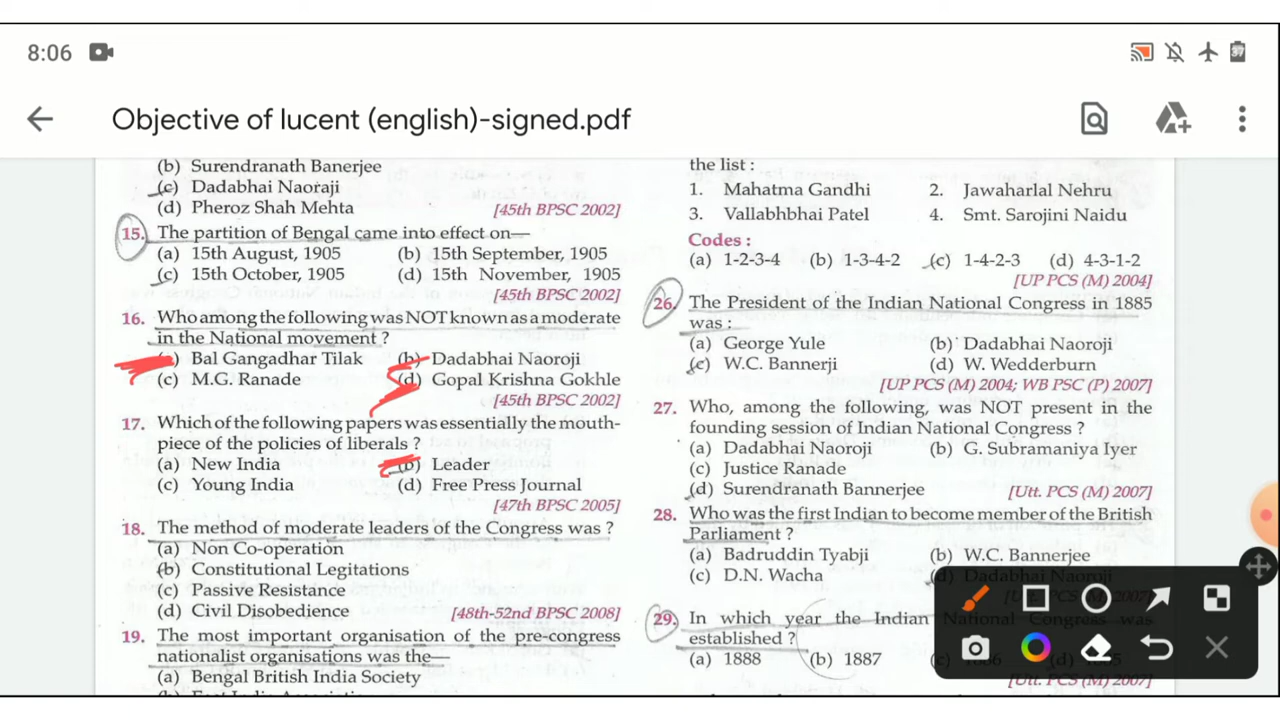 8:06
37
Objective of lucent (english)-signed.pdf
(b) Surendranath Banerjee
(c) Dadabhai Naoraji
(d) Pheroz Shah Mehta [45th BPSC 2002]
15. The partition of Bengal came into effect on—
(a) 15th August, 1905 (b) 15th September, 1905
(c) 15th October, 1905 (d) 15th November, 1905
[45th BPSC 2002]
16. Who among the following was NOT known as a moderate
in the National movement ?
(a) Bal Gangadhar Tilak (b) Dadabhai Naoroji
(c) M.G. Ranade (d) Gopal Krishna Gokhle
[45th BPSC 2002]
17. Which of the following papers was essentially the mouth-
piece of the policies of liberals ?
(a) New India (b) Leader
(c) Young India (d) Free Press Journal
[47th BPSC 2005]
18. The method of moderate leaders of the Congress was ?
(a) Non Co-operation
(b) Constitutional Legitations
(c) Passive Resistance
(d) Civil Disobedience [48th-52nd BPSC 2008]
19. The most important organisation of the pre-congress
nationalist organisations was the—
(a) Bengal British India Society
the list :
1. Mahatma Gandhi 2. Jawaharlal Nehru
3. Vallabhbhai Patel 4. Smt. Sarojini Naidu
Codes :
(a) 1-2-3-4 (b) 1-3-4-2 (c) 1-4-2-3 (d) 4-3-1-2
[UP PCS (M) 2004]
26. The President of the Indian National Congress in 1885
was :
(a) George Yule (b) Dadabhai Naoroji
(c) W.C. Bannerji (d) W. Wedderburn
[UP PCS (M) 2004; WB PSC (P) 2007]
27. Who, among the following, was NOT present in the
founding session of Indian National Congress ?
(a) Dadabhai Naoroji (b) G. Subramaniya Iyer
(c) Justice Ranade
(d) Surendranath Bannerjee [Utt. PCS (M) 2007]
28. Who was the first Indian to become member of the British
Parliament ?
(a) Badruddin Tyabji (b) W.C. Bannerjee
(c) D.N. Wacha (d) Dadabhai Naoroji
29. In which year the Indian National Congress was
established ?
(a) 1888 (b) 1887
[Utt. PCS (M) 2007]